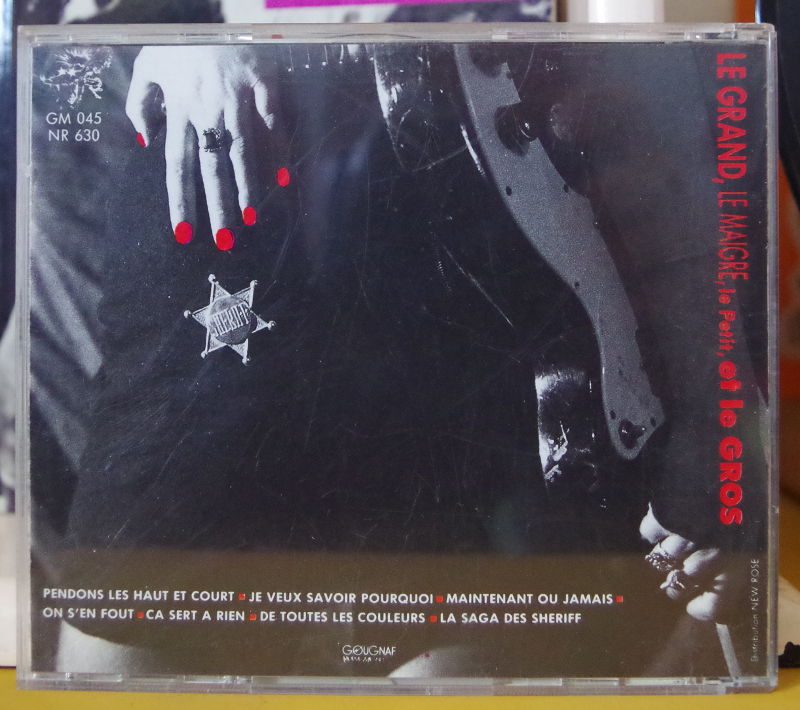 GM 045
NR 630
LE GRAND, LE MAIGRE, le Petit, et le GROS
SHERIFF
PENDONS LES HAUT ET COURT ▪ JE VEUX SAVOIR POURQUOI ▪ MAINTENANT OU JAMAIS ▪
ON S'EN FOUT ▪ CA SERT A RIEN ▪ DE TOUTES LES COULEURS ▪ LA SAGA DES SHERIFF
GOUGNAF
Distribution NEW ROSE